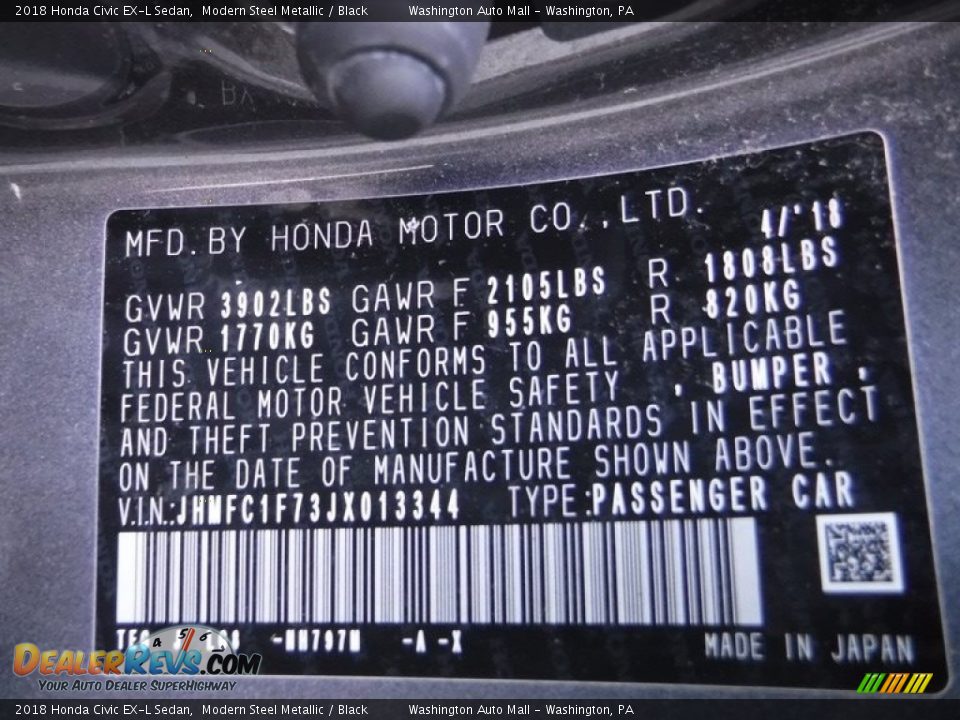 2018 Honda Civic EX-L Sedan,  Modern Steel Metallic / Black    Washington Auto Mall - Washington, PA
MFD. BY HONDA MOTOR CO., LTD. 4/'18
GVWR 3902LBS GAWR F 2105LBS R 1808LBS
GVWR 1770KG GAWR F 955KG R 820KG
THIS VEHICLE CONFORMS TO ALL APPLICABLE
FEDERAL MOTOR VEHICLE SAFETY , BUMPER ,
AND THEFT PREVENTION STANDARDS IN EFFECT
ON THE DATE OF MANUFACTURE SHOWN ABOVE.
V.I.N.:JHMFC1F73JX013344 TYPE:PASSENGER CAR
-NH797M -A -X MADE IN JAPAN
4 5 6
DEALERREVS.COM
YOUR AUTO DEALER SUPERHIGHWAY
2018 Honda Civic EX-L Sedan,  Modern Steel Metallic / Black    Washington Auto Mall - Washington, PA